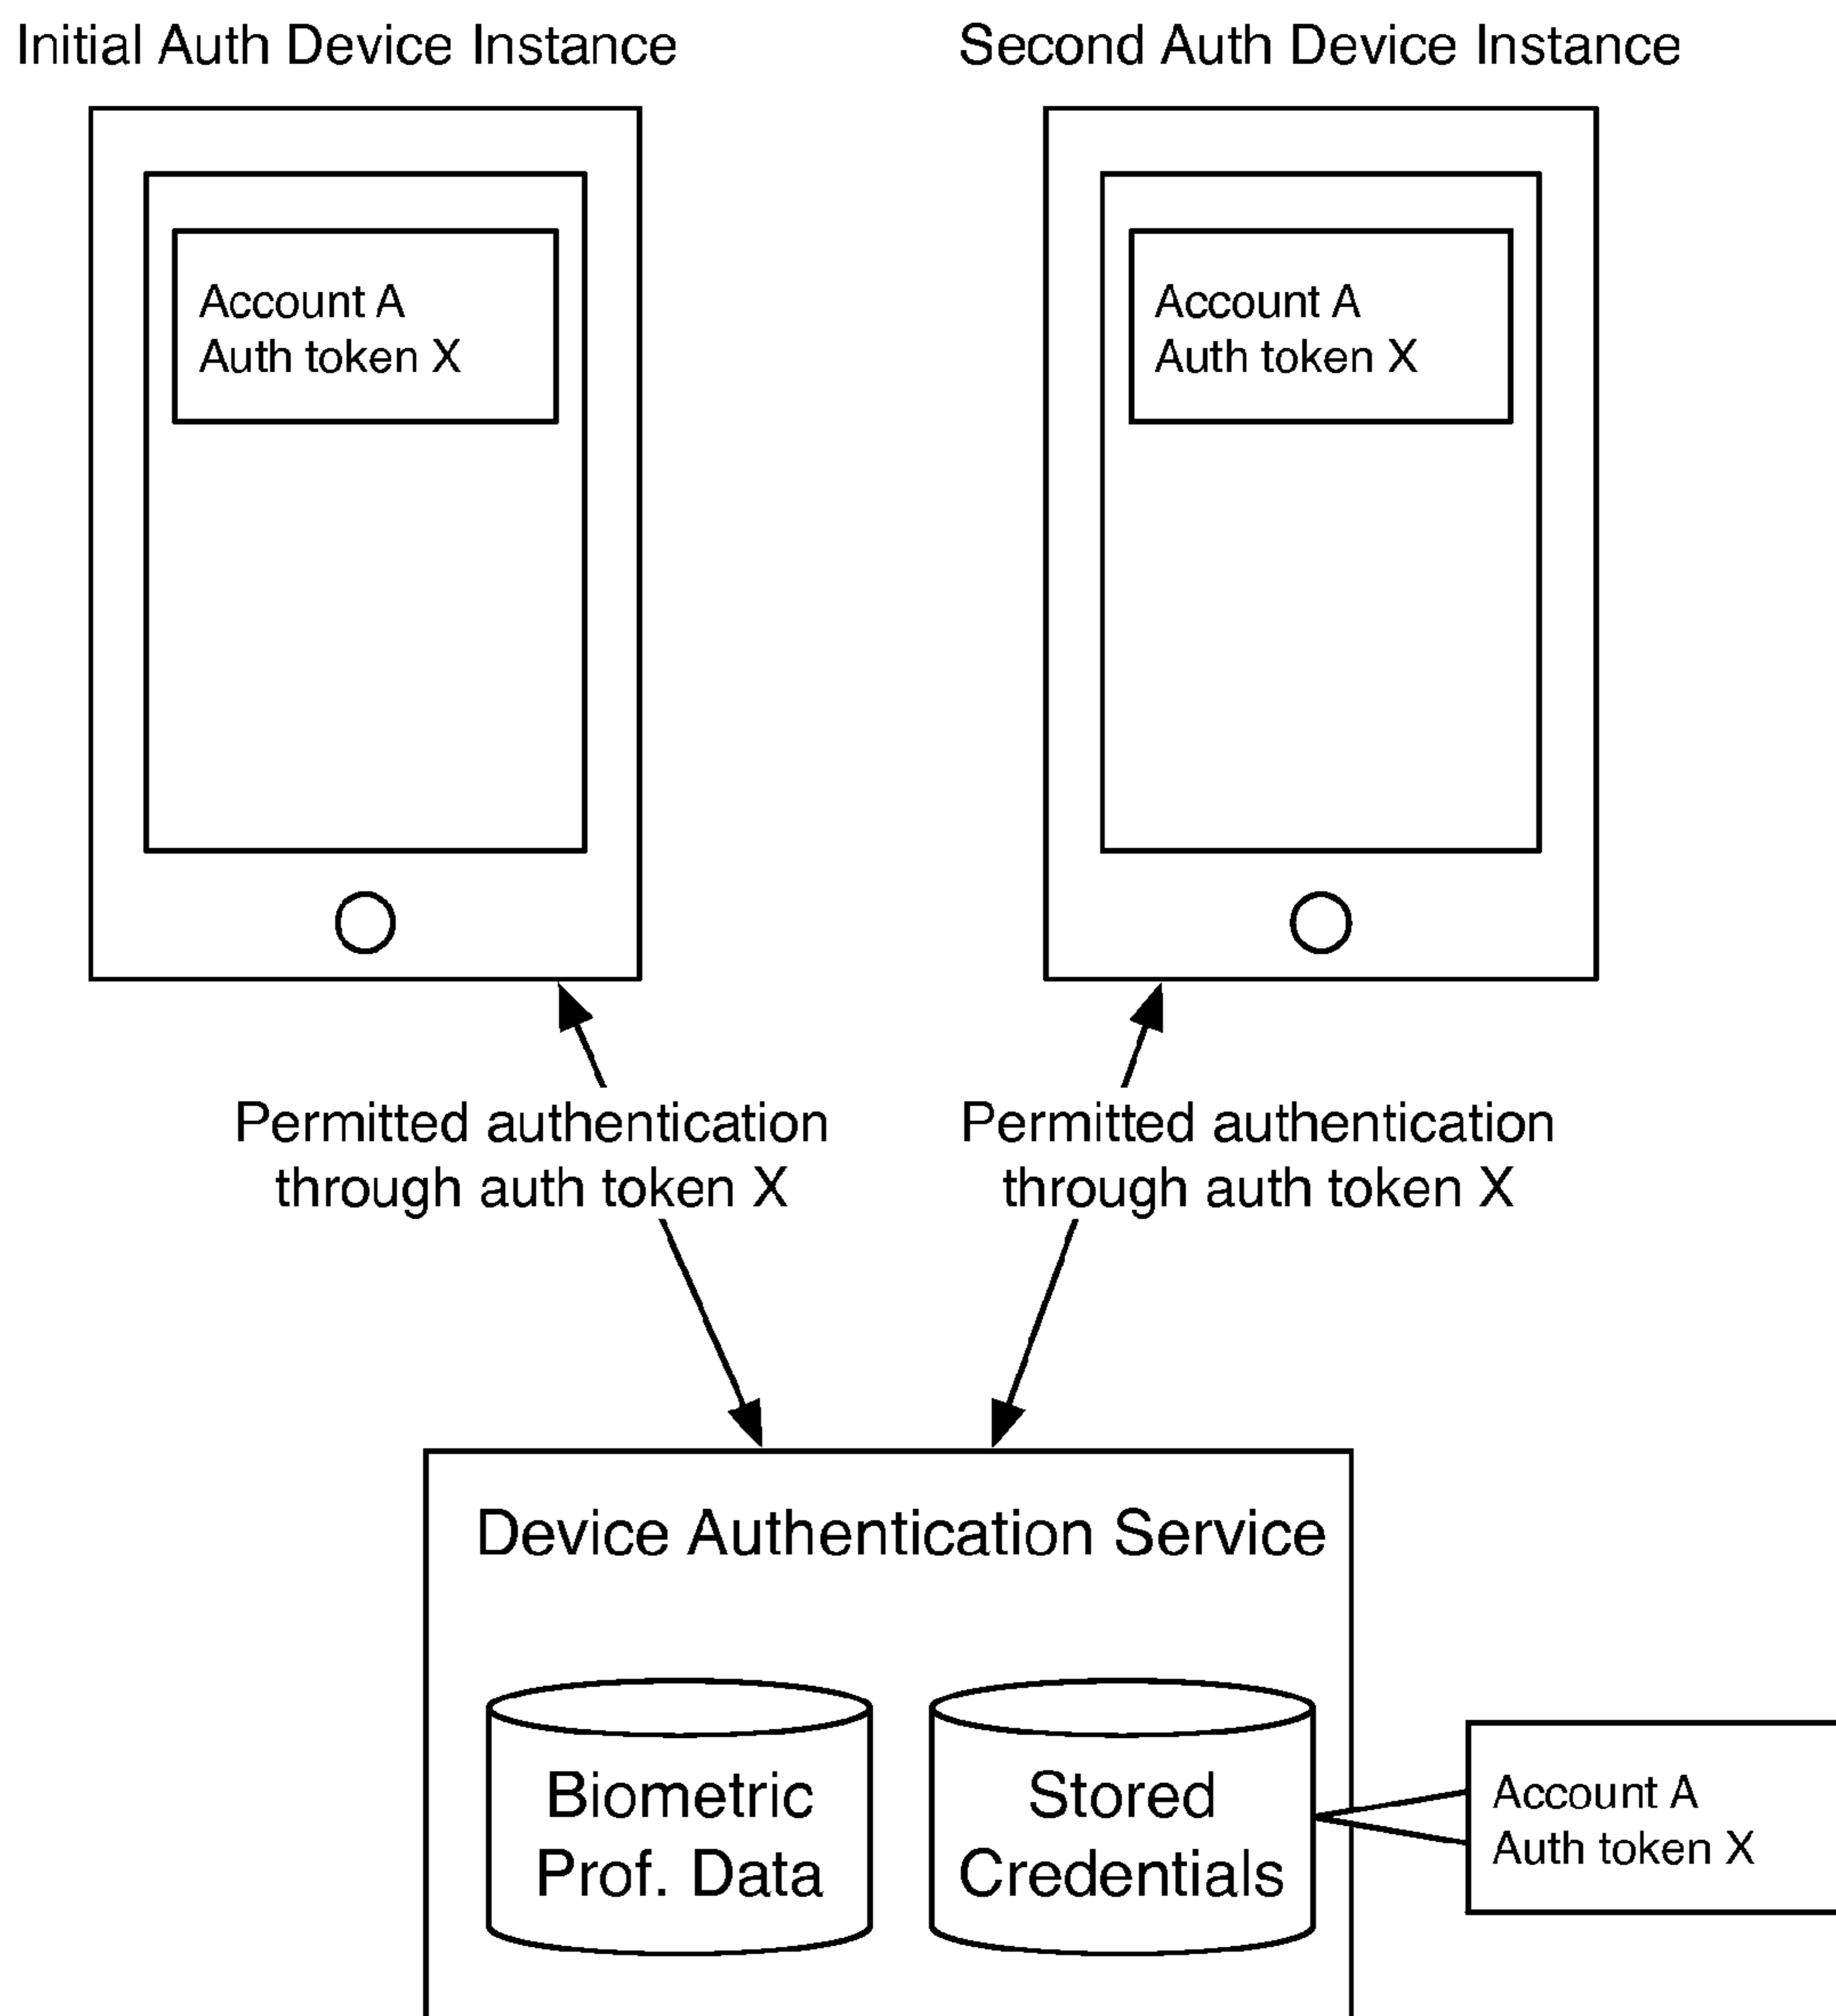 Initial Auth Device Instance
Second Auth Device Instance
Account A
Auth token X
Account A
Auth token X
Permitted authentication
through auth token X
Permitted authentication
through auth token X
Device Authentication Service
Biometric
Prof. Data
Stored
Credentials
Account A
Auth token X